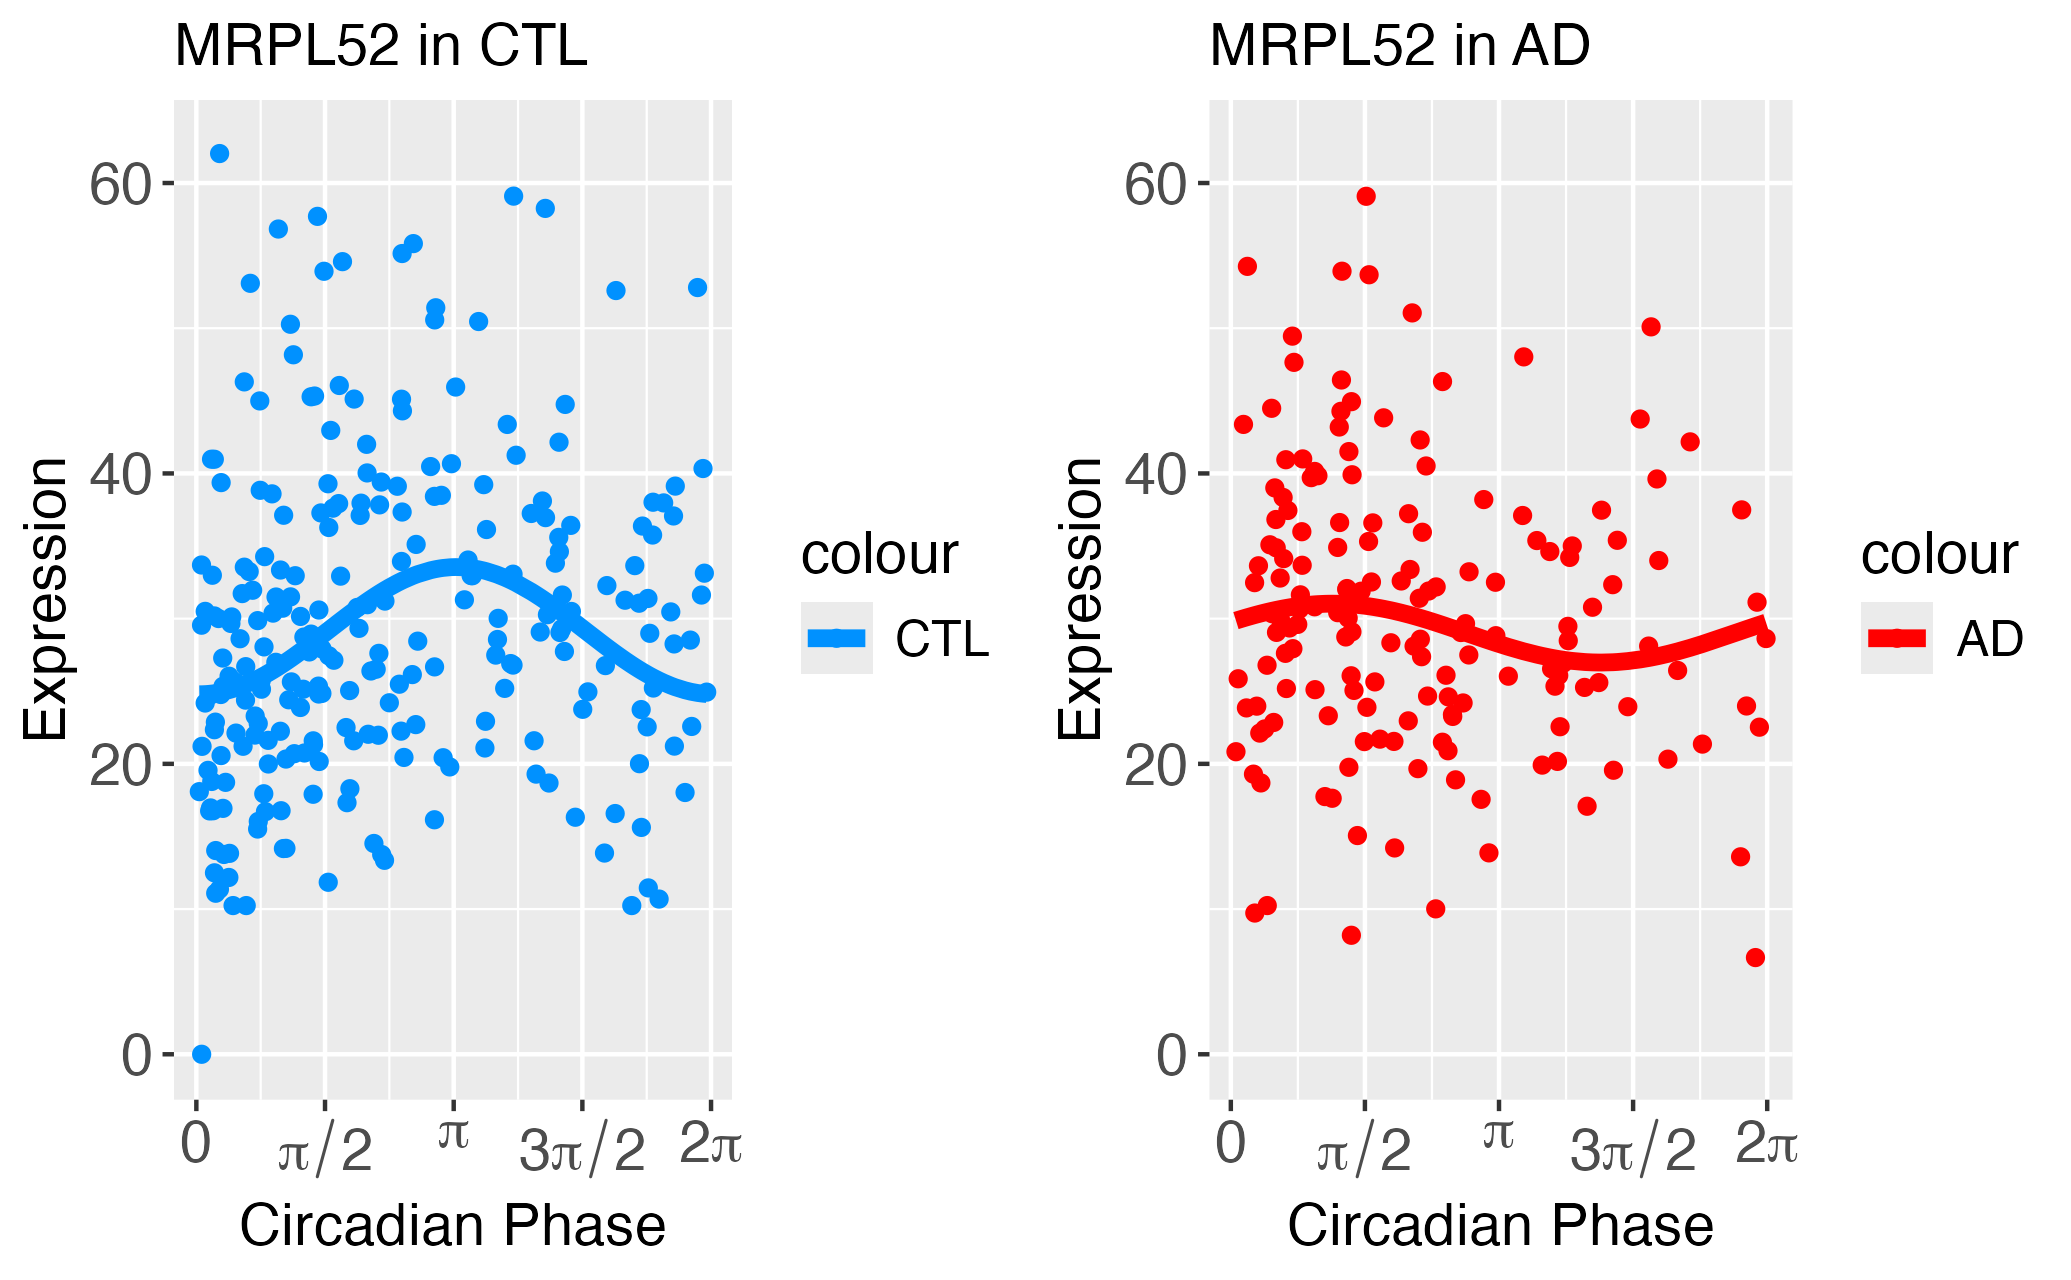 MRPL52 in CTL
60
40
20
0
0 π/2 π 3π/2 2π
Circadian Phase
Expression
colour
CTL
MRPL52 in AD
60
40
20
0
0 π/2 π 3π/2 2π
Circadian Phase
Expression
colour
AD